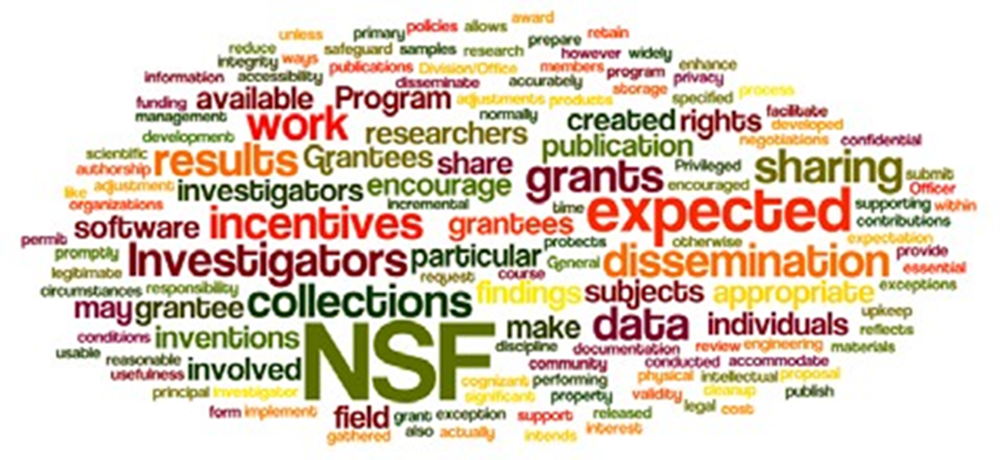 award
policies allows
unless primary retain
prepare
reduce safeguard samples research however widely
integrity ways
publications Division/Office members enhance
information accessibility program privacy
disseminate accurately
storage process
funding available Program adjustments products specified
facilitate
management work normally created rights developed
researchers
development publication negotiations confidential
scientific results Grantees share grants Privileged sharing
authorship submit
like adjustment investigators encourage encouraged Officer
organizations incremental time expected supporting within
software incentives grantees contributions
permit protects otherwise expectation
promptly Investigators particular General dissemination provide
legitimate request course essential
circumstances responsibility findings subjects appropriate exceptions
may grantee collections upkeep
make data individuals reflects
conditions inventions NSF discipline documentation review engineering materials
usable reasonable community conducted accommodate
usefulness involved cognizant performing physical intellectual proposal
principal investigator significant property validity cleanup publish
form implement field grant exception support released legal cost
gathered also actually intends interest